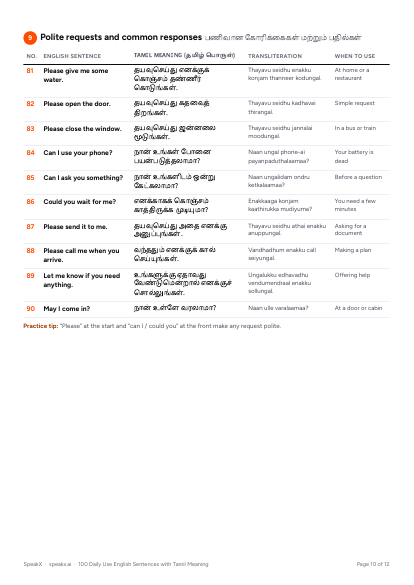 9 Polite requests and common responses பணிவான கோரிக்கைகள் மற்றும் பதில்கள்
NO. ENGLISH SENTENCE TAMIL MEANING (தமிழ் பொருள்) TRANSLITERATION WHEN TO USE
81 Please give me some water. தயவுசெய்து எனக்குக் கொஞ்சம் தண்ணீர் கொடுங்கள். Thayavu seidhu enakku konjam thanneer kodungal. At home or a restaurant
82 Please open the door. தயவுசெய்து கதவைத் திறங்கள். Thayavu seidhu kadhavai thirangal. Simple request
83 Please close the window. தயவுசெய்து ஜன்னலை மூடுங்கள். Thayavu seidhu jannalai moodungal. In a bus or train
84 Can I use your phone? நான் உங்கள் போனை பயன்படுத்தலாமா? Naan ungal phone-ai payanpaduthalaamaa? Your battery is dead
85 Can I ask you something? நான் உங்களிடம் ஒன்று கேட்கலாமா? Naan ungalidam ondru ketkalaamaa? Before a question
86 Could you wait for me? எனக்காகக் கொஞ்சம் காத்திருக்க முடியுமா? Enakkaaga konjam kaathirukka mudiyuma? You need a few minutes
87 Please send it to me. தயவுசெய்து அதை எனக்கு அனுப்புங்கள். Thayavu seidhu athai enakku anuppungal. Asking for a document
88 Please call me when you arrive. வந்ததும் எனக்குக் கால் செய்யுங்கள். Vandhadhum enakku call seiyungal. Making a plan
89 Let me know if you need anything. உங்களுக்கு ஏதாவது வேண்டுமென்றால் எனக்குச் சொல்லுங்கள். Ungalukku edhavadhu vendumendraal enakku sollungal. Offering help
90 May I come in? நான் உள்ளே வரலாமா? Naan ulle varalaamaa? At a door or cabin
Practice tip: "Please" at the start and "can I / could you" at the front make any request polite.
SpeakX · speakx.ai · 100 Daily Use English Sentences with Tamil Meaning Page 10 of 12